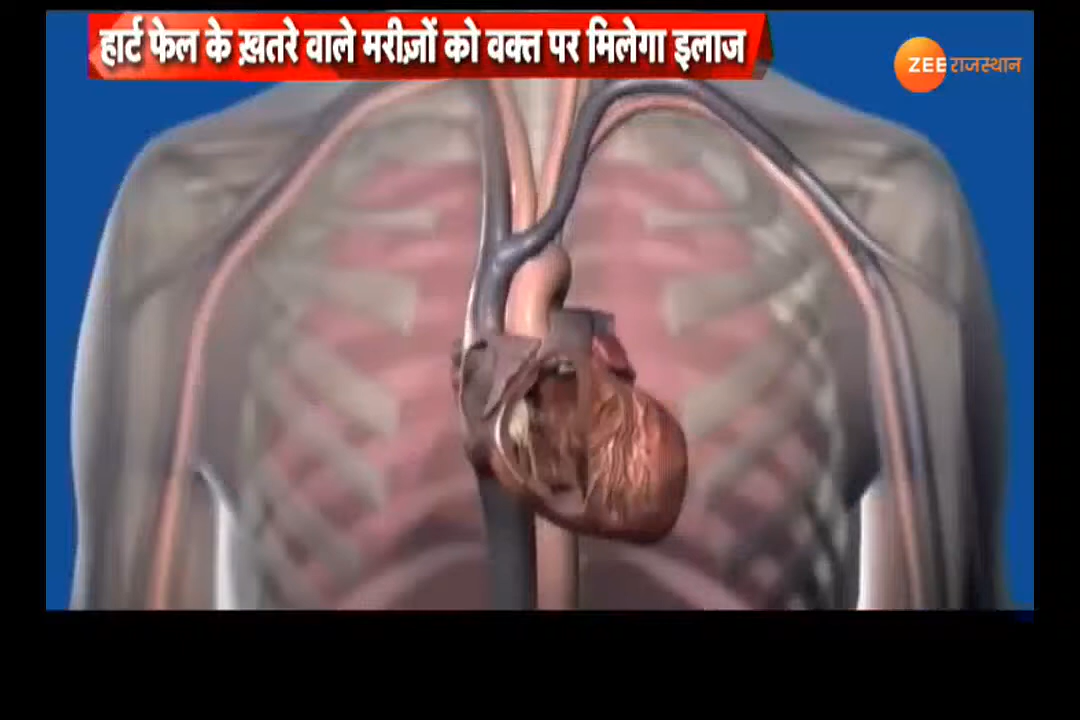 हार्ट फेल के ख़तरे वाले मरीज़ों को वक्त पर मिलेगा इलाज
ZEE राजस्थान